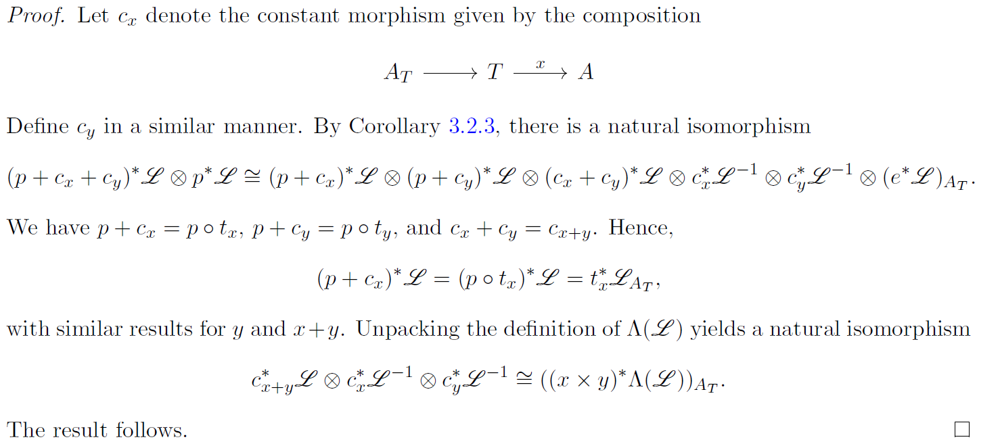 Proof. Let $c_x$ denote the constant morphism given by the composition
$A_T \longrightarrow T \overset{x}{\longrightarrow} A$
Define $c_y$ in a similar manner. By Corollary 3.2.3, there is a natural isomorphism
$(p + c_x + c_y)^*\mathscr{L} \otimes p^*\mathscr{L} \cong (p + c_x)^*\mathscr{L} \otimes (p + c_y)^*\mathscr{L} \otimes (c_x + c_y)^*\mathscr{L} \otimes c_x^*\mathscr{L}^{-1} \otimes c_y^*\mathscr{L}^{-1} \otimes (e^*\mathscr{L})_{A_T}.$
We have $p + c_x = p \circ t_x$, $p + c_y = p \circ t_y$, and $c_x + c_y = c_{x+y}$. Hence,
$(p + c_x)^*\mathscr{L} = (p \circ t_x)^*\mathscr{L} = t_x^*\mathscr{L}_{A_T},$
with similar results for $y$ and $x+y$. Unpacking the definition of $\Lambda(\mathscr{L})$ yields a natural isomorphism
$c_{x+y}^*\mathscr{L} \otimes c_x^*\mathscr{L}^{-1} \otimes c_y^*\mathscr{L}^{-1} \cong ((x \times y)^*\Lambda(\mathscr{L}))_{A_T}.$
The result follows. □